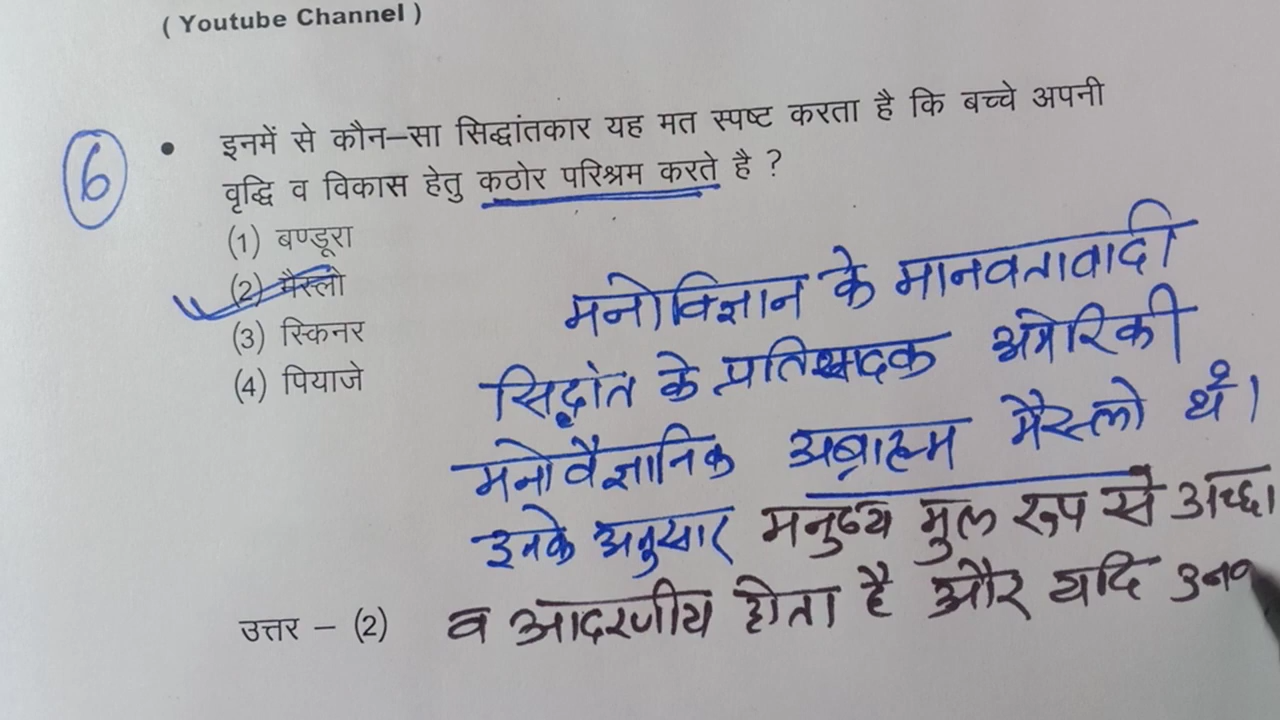 ( Youtube Channel )
6
• इनमें से कौन–सा सिद्धांतकार यह मत स्पष्ट करता है कि बच्चे अपनी
वृद्धि व विकास हेतु कठोर परिश्रम करते है ?
(1) बण्डूरा
(2) मैस्लो
(3) स्किनर
(4) पियाजे
मनोविज्ञान के मानवतावादी
सिद्धांत के प्रतिपादक अमेरिकी
मनोवैज्ञानिक अब्राहम मैस्लो थे।
इनके अनुसार मनुष्य मुल रूप से अच्छा
व आदरणीय होता है और यदि
उत्तर – (2)